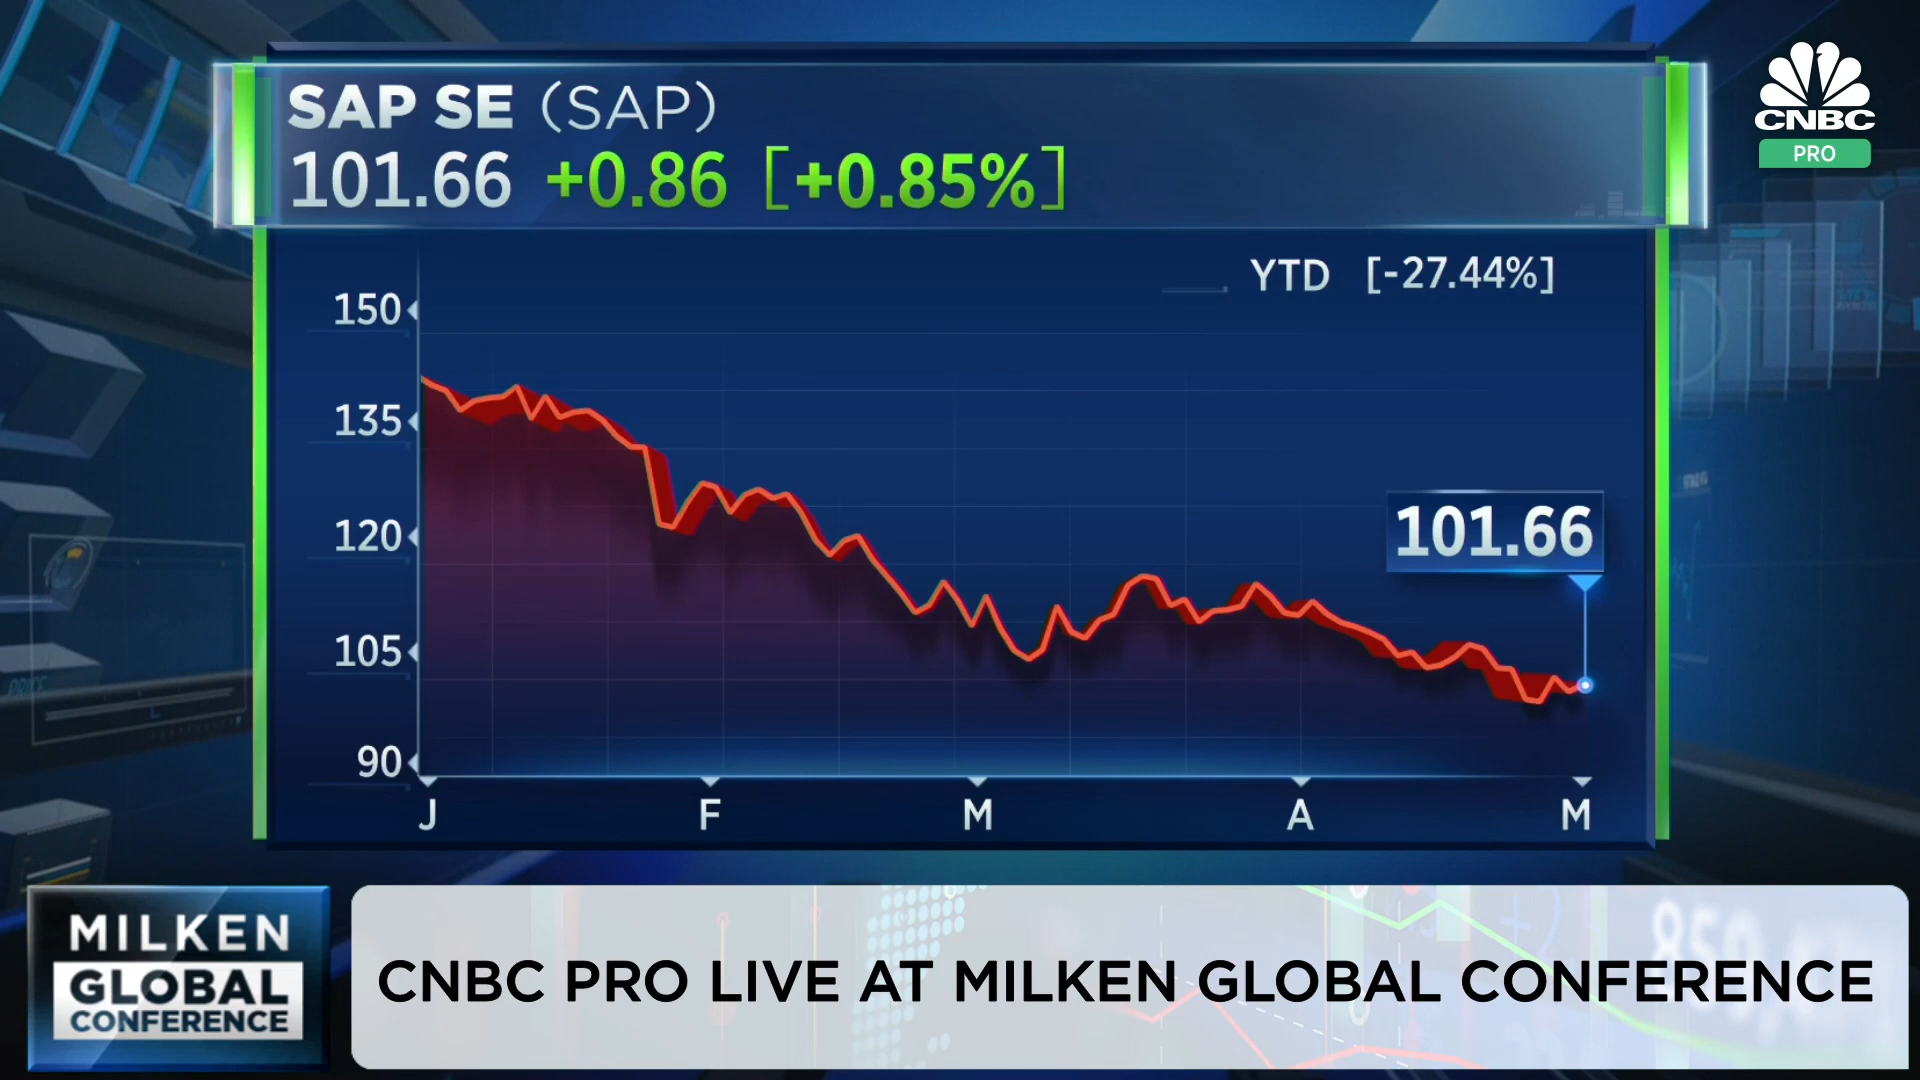 SAP SE (SAP)
101.66 +0.86 [+0.85%]
CNBC
PRO
YTD [-27.44%]
150
135
120
105
90
101.66
J F M A M
MILKEN
GLOBAL
CONFERENCE
CNBC PRO LIVE AT MILKEN GLOBAL CONFERENCE